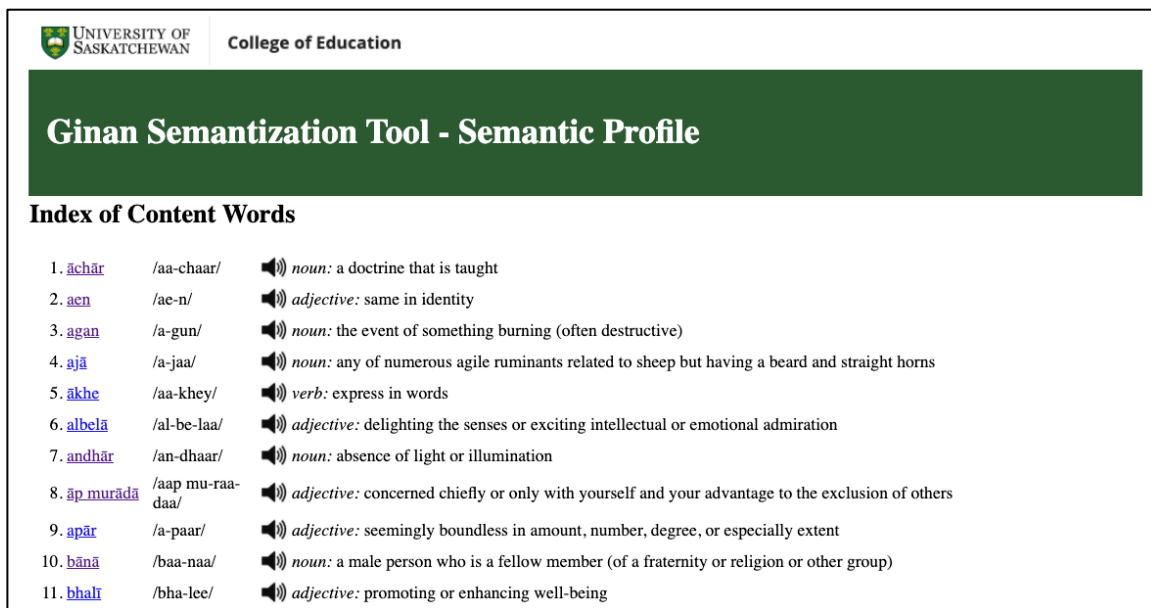 UNIVERSITY OF
SASKATCHEWAN
College of Education
Ginan Semantization Tool - Semantic Profile
Index of Content Words
1. āchār /aa-chaar/ noun: a doctrine that is taught
2. aen /ae-n/ adjective: same in identity
3. agan /a-gun/ noun: the event of something burning (often destructive)
4. ajā /a-jaa/ noun: any of numerous agile ruminants related to sheep but having a beard and straight horns
5. ākhe /aa-khey/ verb: express in words
6. albelā /al-be-laa/ adjective: delighting the senses or exciting intellectual or emotional admiration
7. andhār /an-dhaar/ noun: absence of light or illumination
8. āp murādā /aap mu-raa-daa/ adjective: concerned chiefly or only with yourself and your advantage to the exclusion of others
9. apār /a-paar/ adjective: seemingly boundless in amount, number, degree, or especially extent
10. bānā /baa-naa/ noun: a male person who is a fellow member (of a fraternity or religion or other group)
11. bhalī /bha-lee/ adjective: promoting or enhancing well-being